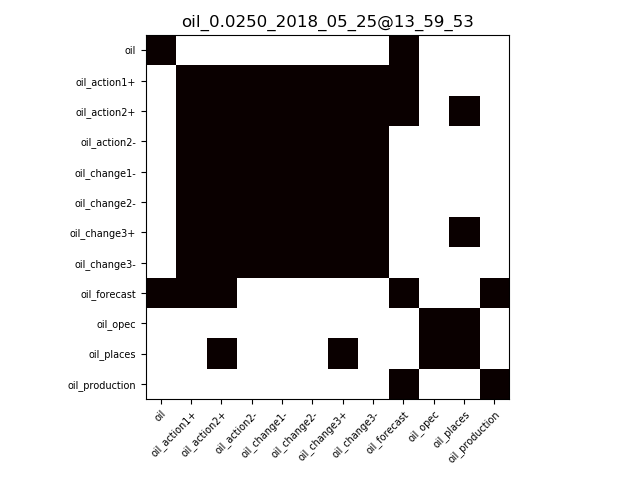 oil_0.0250_2018_05_25@13_59_53
oil
oil_action1+
oil_action2+
oil_action2-
oil_change1-
oil_change2-
oil_change3+
oil_change3-
oil_forecast
oil_opec
oil_places
oil_production
oil
oil_action1+
oil_action2+
oil_action2-
oil_change1-
oil_change2-
oil_change3+
oil_change3-
oil_forecast
oil_opec
oil_places
oil_production